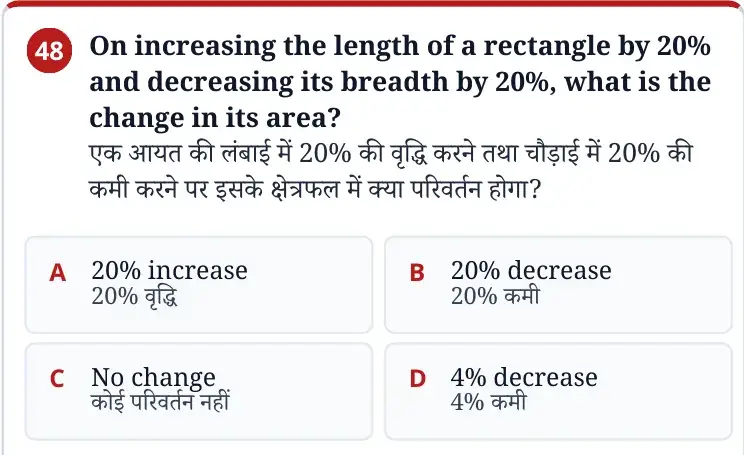 48 On increasing the length of a rectangle by 20%
and decreasing its breadth by 20%, what is the
change in its area?
एक आयत की लंबाई में 20% की वृद्धि करने तथा चौड़ाई में 20% की
कमी करने पर इसके क्षेत्रफल में क्या परिवर्तन होगा?
A 20% increase
20% वृद्धि
B 20% decrease
20% कमी
C No change
कोई परिवर्तन नहीं
D 4% decrease
4% कमी